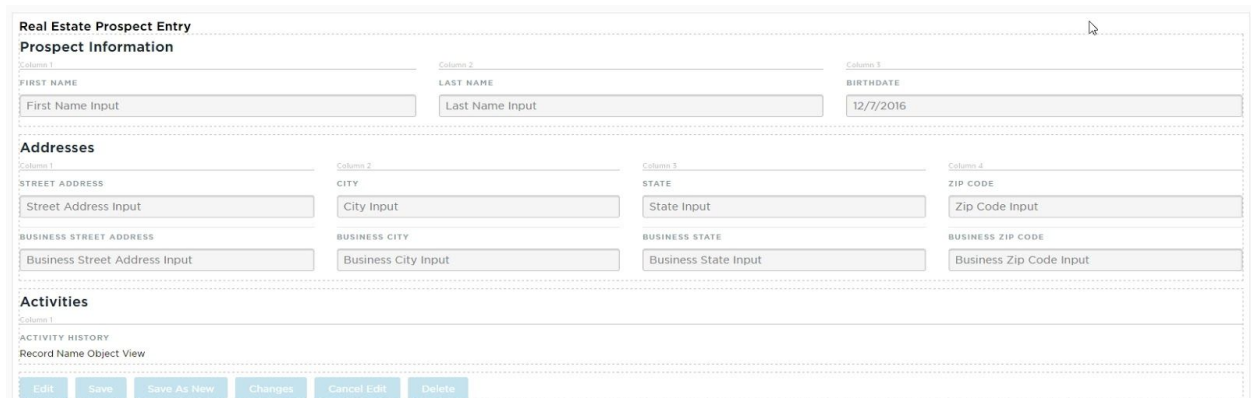 Real Estate Prospect Entry
Prospect Information
Column 1 Column 2 Column 3
FIRST NAME LAST NAME BIRTHDATE
First Name Input Last Name Input 12/7/2016
Addresses
Column 1 Column 2 Column 3 Column 4
STREET ADDRESS CITY STATE ZIP CODE
Street Address Input City Input State Input Zip Code Input
BUSINESS STREET ADDRESS BUSINESS CITY BUSINESS STATE BUSINESS ZIP CODE
Business Street Address Input Business City Input Business State Input Business Zip Code Input
Activities
Column 1
ACTIVITY HISTORY
Record Name Object View
Edit Save Save As New Changes Cancel Edit Delete